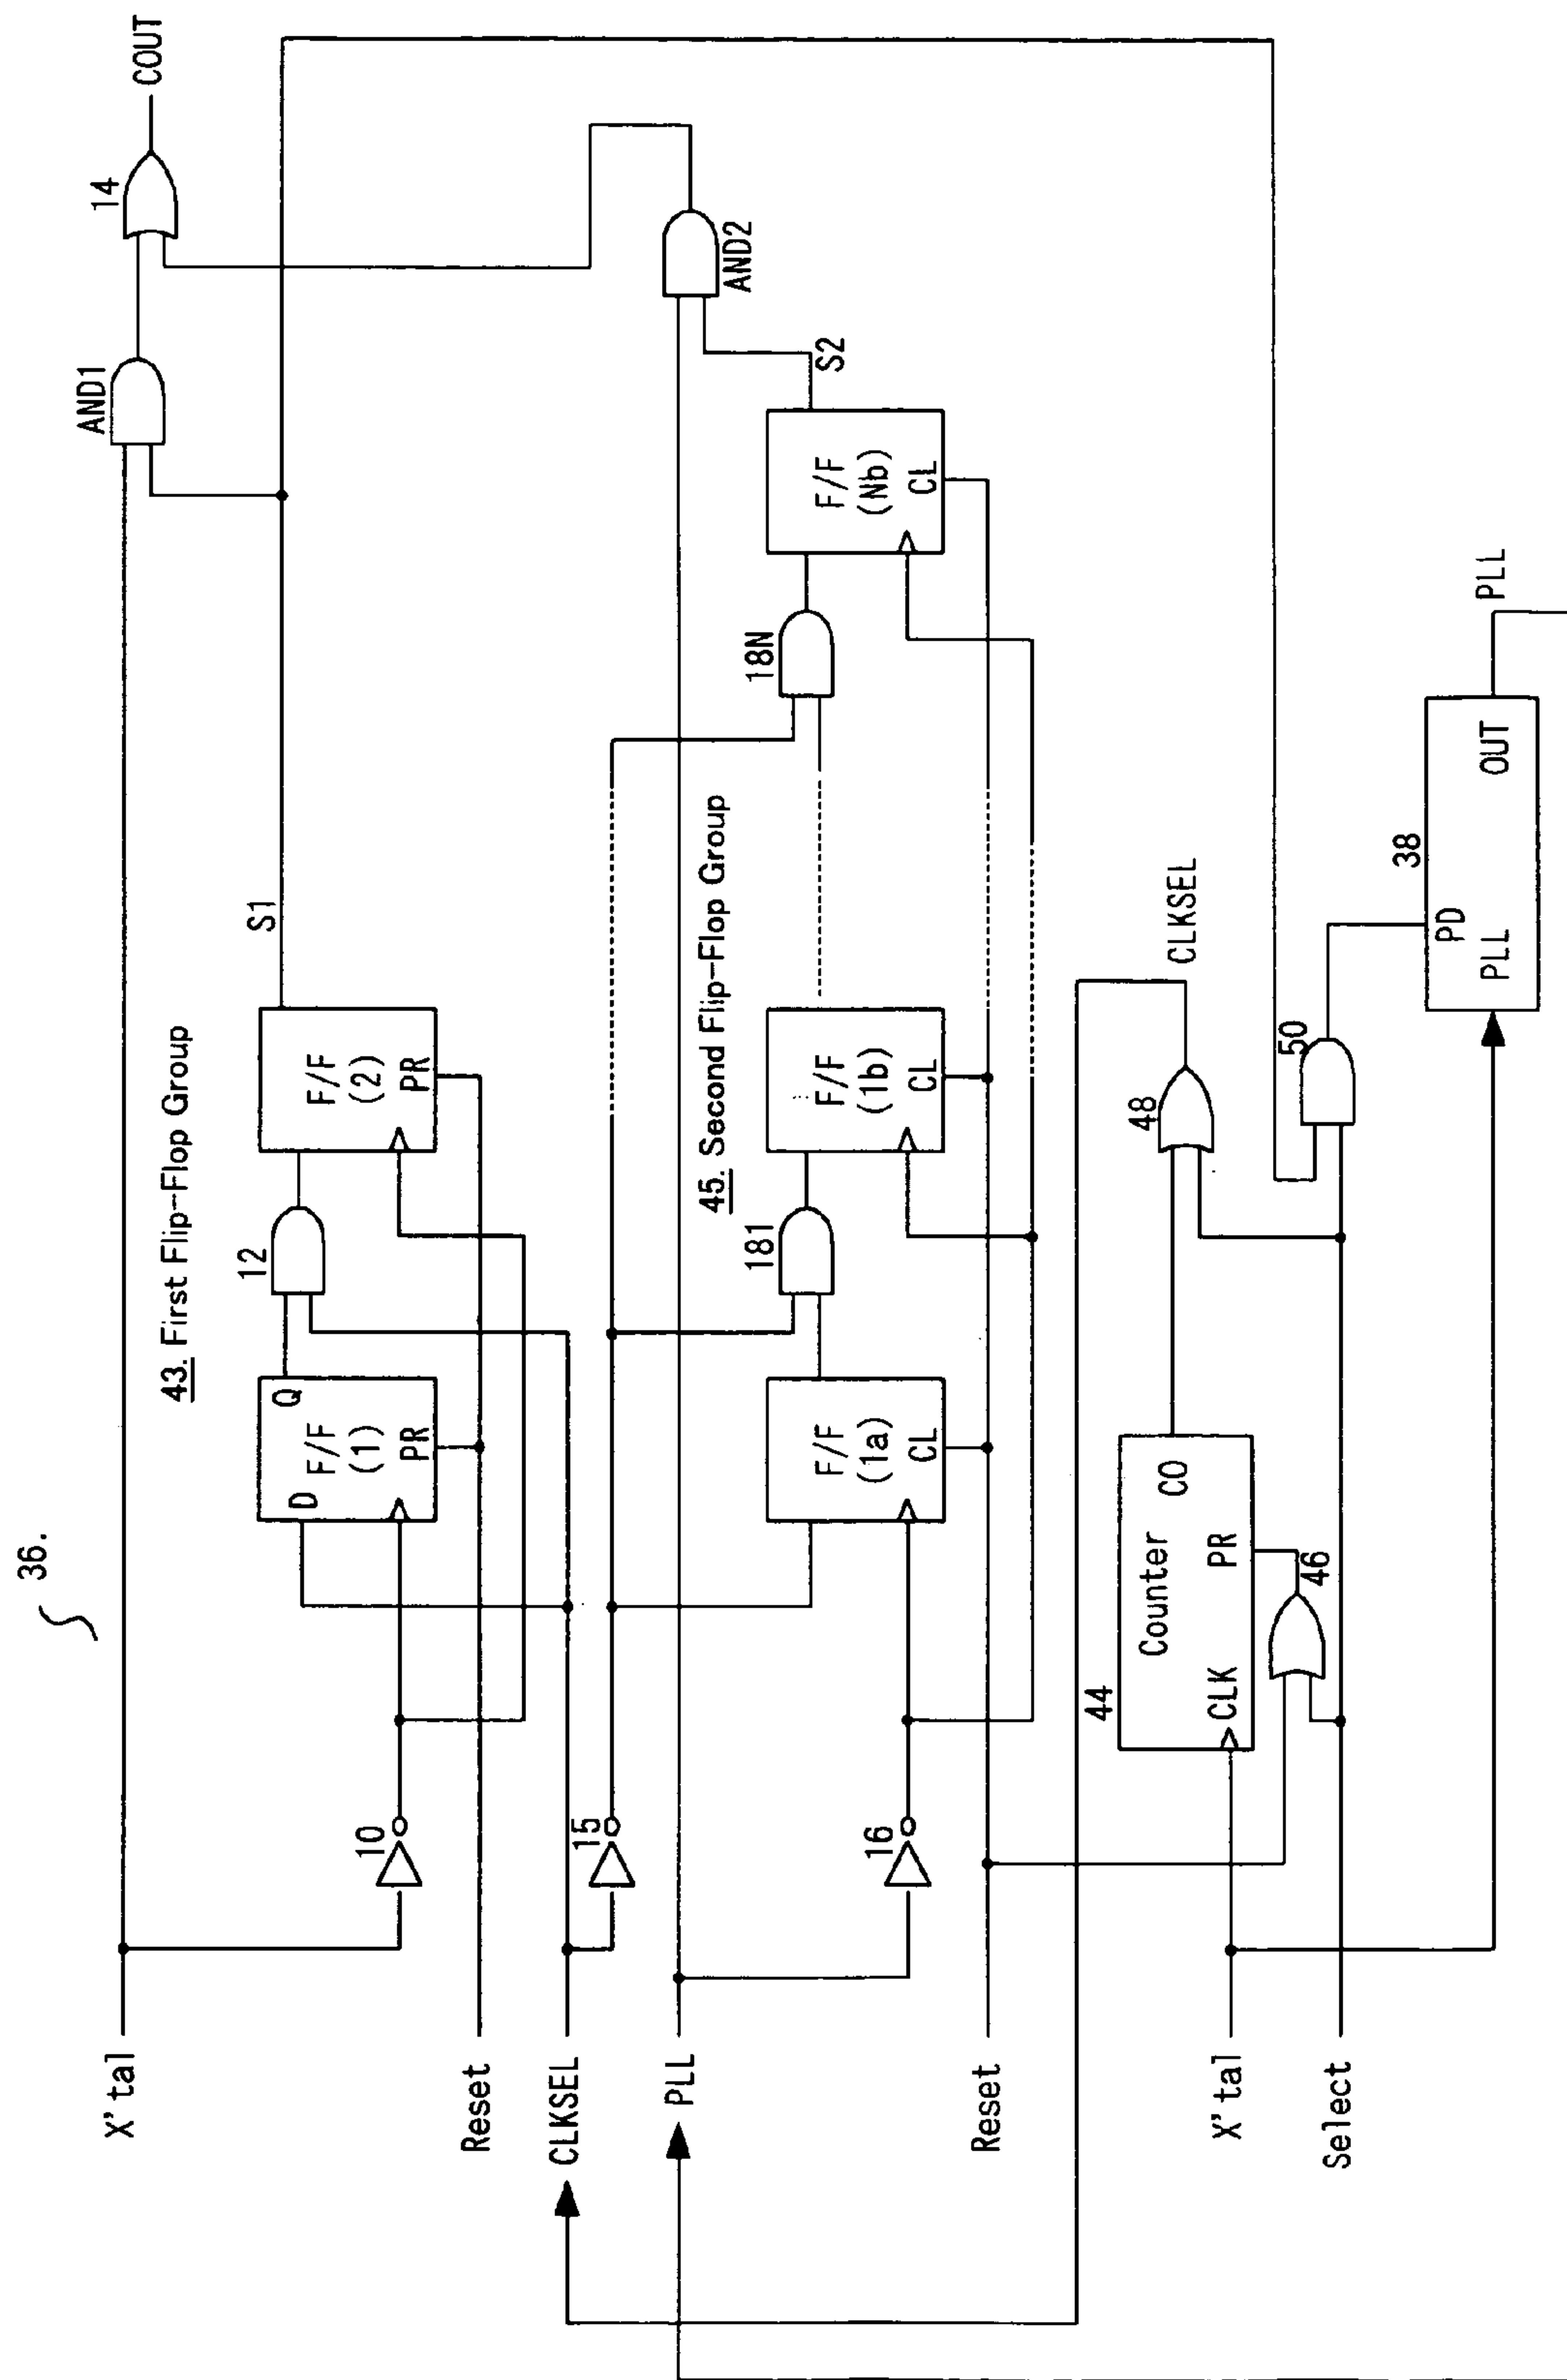 36.
X'tal
AND1
14
COUT
43. First Flip-Flop Group
10
D
Q
F/F
(1)
PR
12
F/F
(2)
PR
S1
Reset
CLKSEL
15
45. Second Flip-Flop Group
PLL
16
F/F
(1a)
CL
181
F/F
(1b)
CL
18N
F/F
(Nb)
CL
S2
AND2
Reset
44
Counter
CLK
PR
CO
46
48
CLKSEL
X'tal
Select
50
38
PD
PLL
OUT
PLL